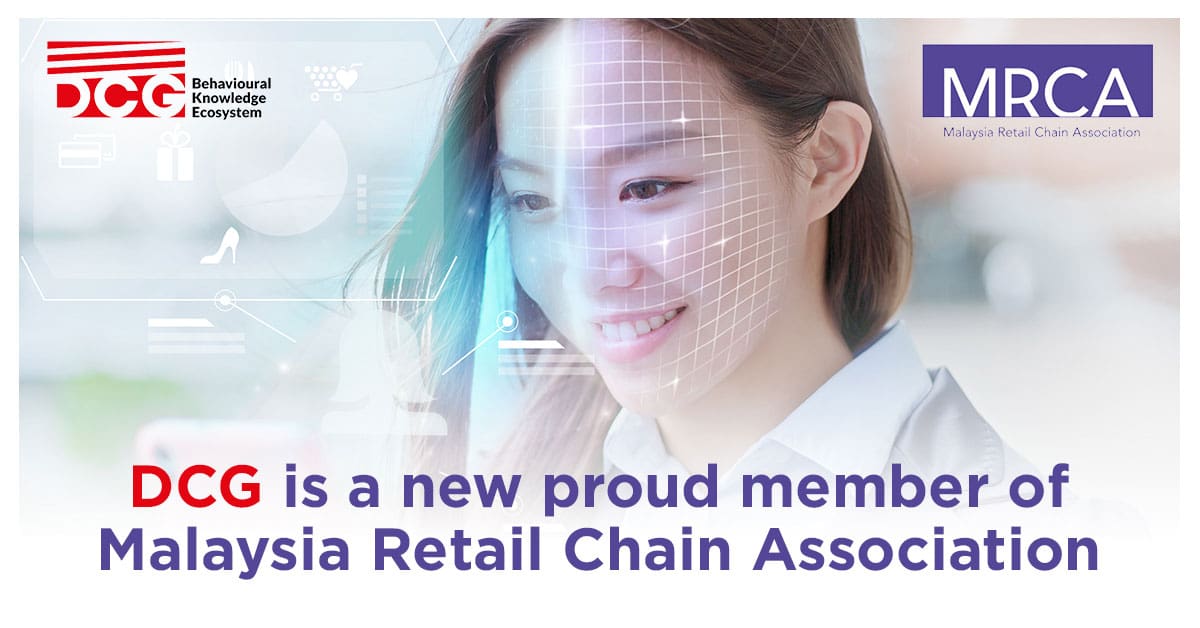 DCG
Behavioural
Knowledge
Ecosystem
MRCA
Malaysia Retail Chain Association
DCG is a new proud member of
Malaysia Retail Chain Association